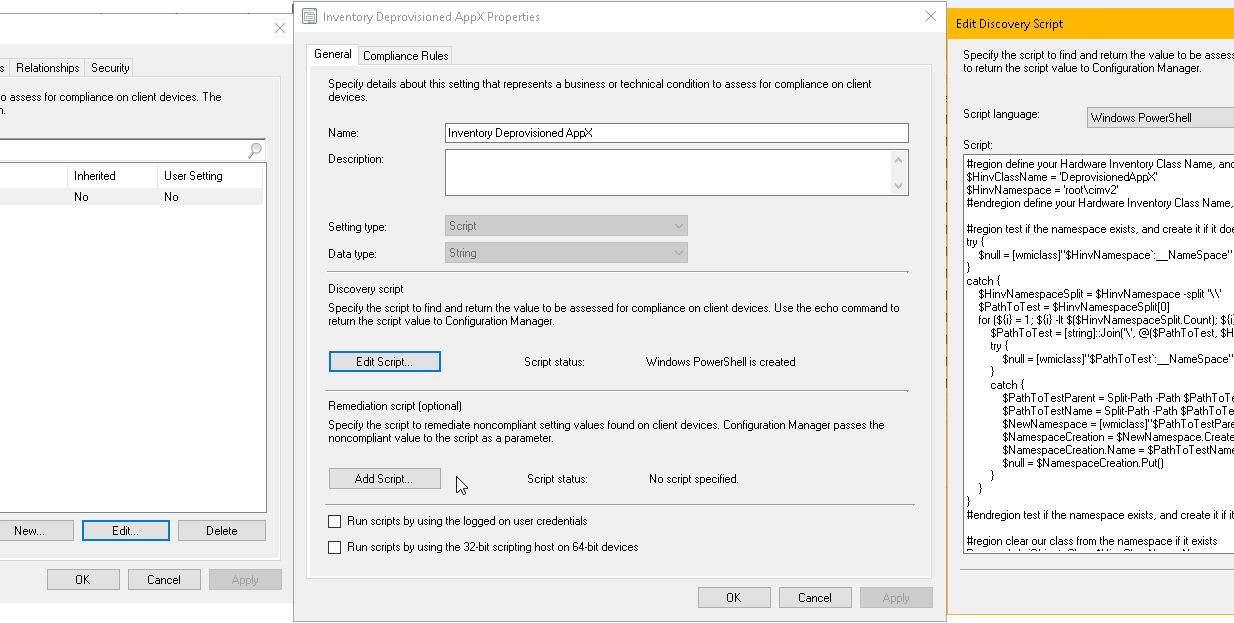 s Relationships Security
o assess for compliance on client devices. The
n.
Inherited User Setting
No No
New... Edit... Delete
OK Cancel Apply
Inventory Deprovisioned AppX Properties
General Compliance Rules
Specify details about this setting that represents a business or technical condition to assess for compliance on client
devices.
Name: Inventory Deprovisioned AppX
Description:
Setting type: Script
Data type: String
Discovery script
Specify the script to find and return the value to be assessed for compliance on client devices. Use the echo command to
return the script value to Configuration Manager.
Edit Script... Script status: Windows PowerShell is created
Remediation script (optional)
Specify the script to remediate noncompliant setting values found on client devices. Configuration Manager passes the
noncompliant value to the script as a parameter.
Add Script... Script status: No script specified.
Run scripts by using the logged on user credentials
Run scripts by using the 32-bit scripting host on 64-bit devices
OK Cancel Apply
Edit Discovery Script
Specify the script to find and return the value to be asses
to return the script value to Configuration Manager.
Script language: Windows PowerShell
Script:
#region define your Hardware Inventory Class Name, and
$HinvClassName = 'DeprovisionedAppX'
$HinvNamespace = 'root\cimv2'
#endregion define your Hardware Inventory Class Name,
#region test if the namespace exists, and create it if it doe
try {
$null = [wmiclass]"$HinvNamespace`:__NameSpace"
}
catch {
$HinvNamespaceSplit = $HinvNamespace -split '\\'
$PathToTest = $HinvNamespaceSplit[0]
for (${i} = 1; ${i} -lt $($HinvNamespaceSplit.Count); ${i
$PathToTest = [string]::Join('\', @($PathToTest, $H
try {
$null = [wmiclass]"$PathToTest`:__NameSpace"
}
catch {
$PathToTestParent = Split-Path -Path $PathToTe
$PathToTestName = Split-Path -Path $PathToTe
$NewNamespace = [wmiclass]"$PathToTestPare
$NamespaceCreation = $NewNamespace.Create
$NamespaceCreation.Name = $PathToTestName
$null = $NamespaceCreation.Put()
}
}
}
#endregion test if the namespace exists, and create it if it
#region clear our class from the namespace if it exists